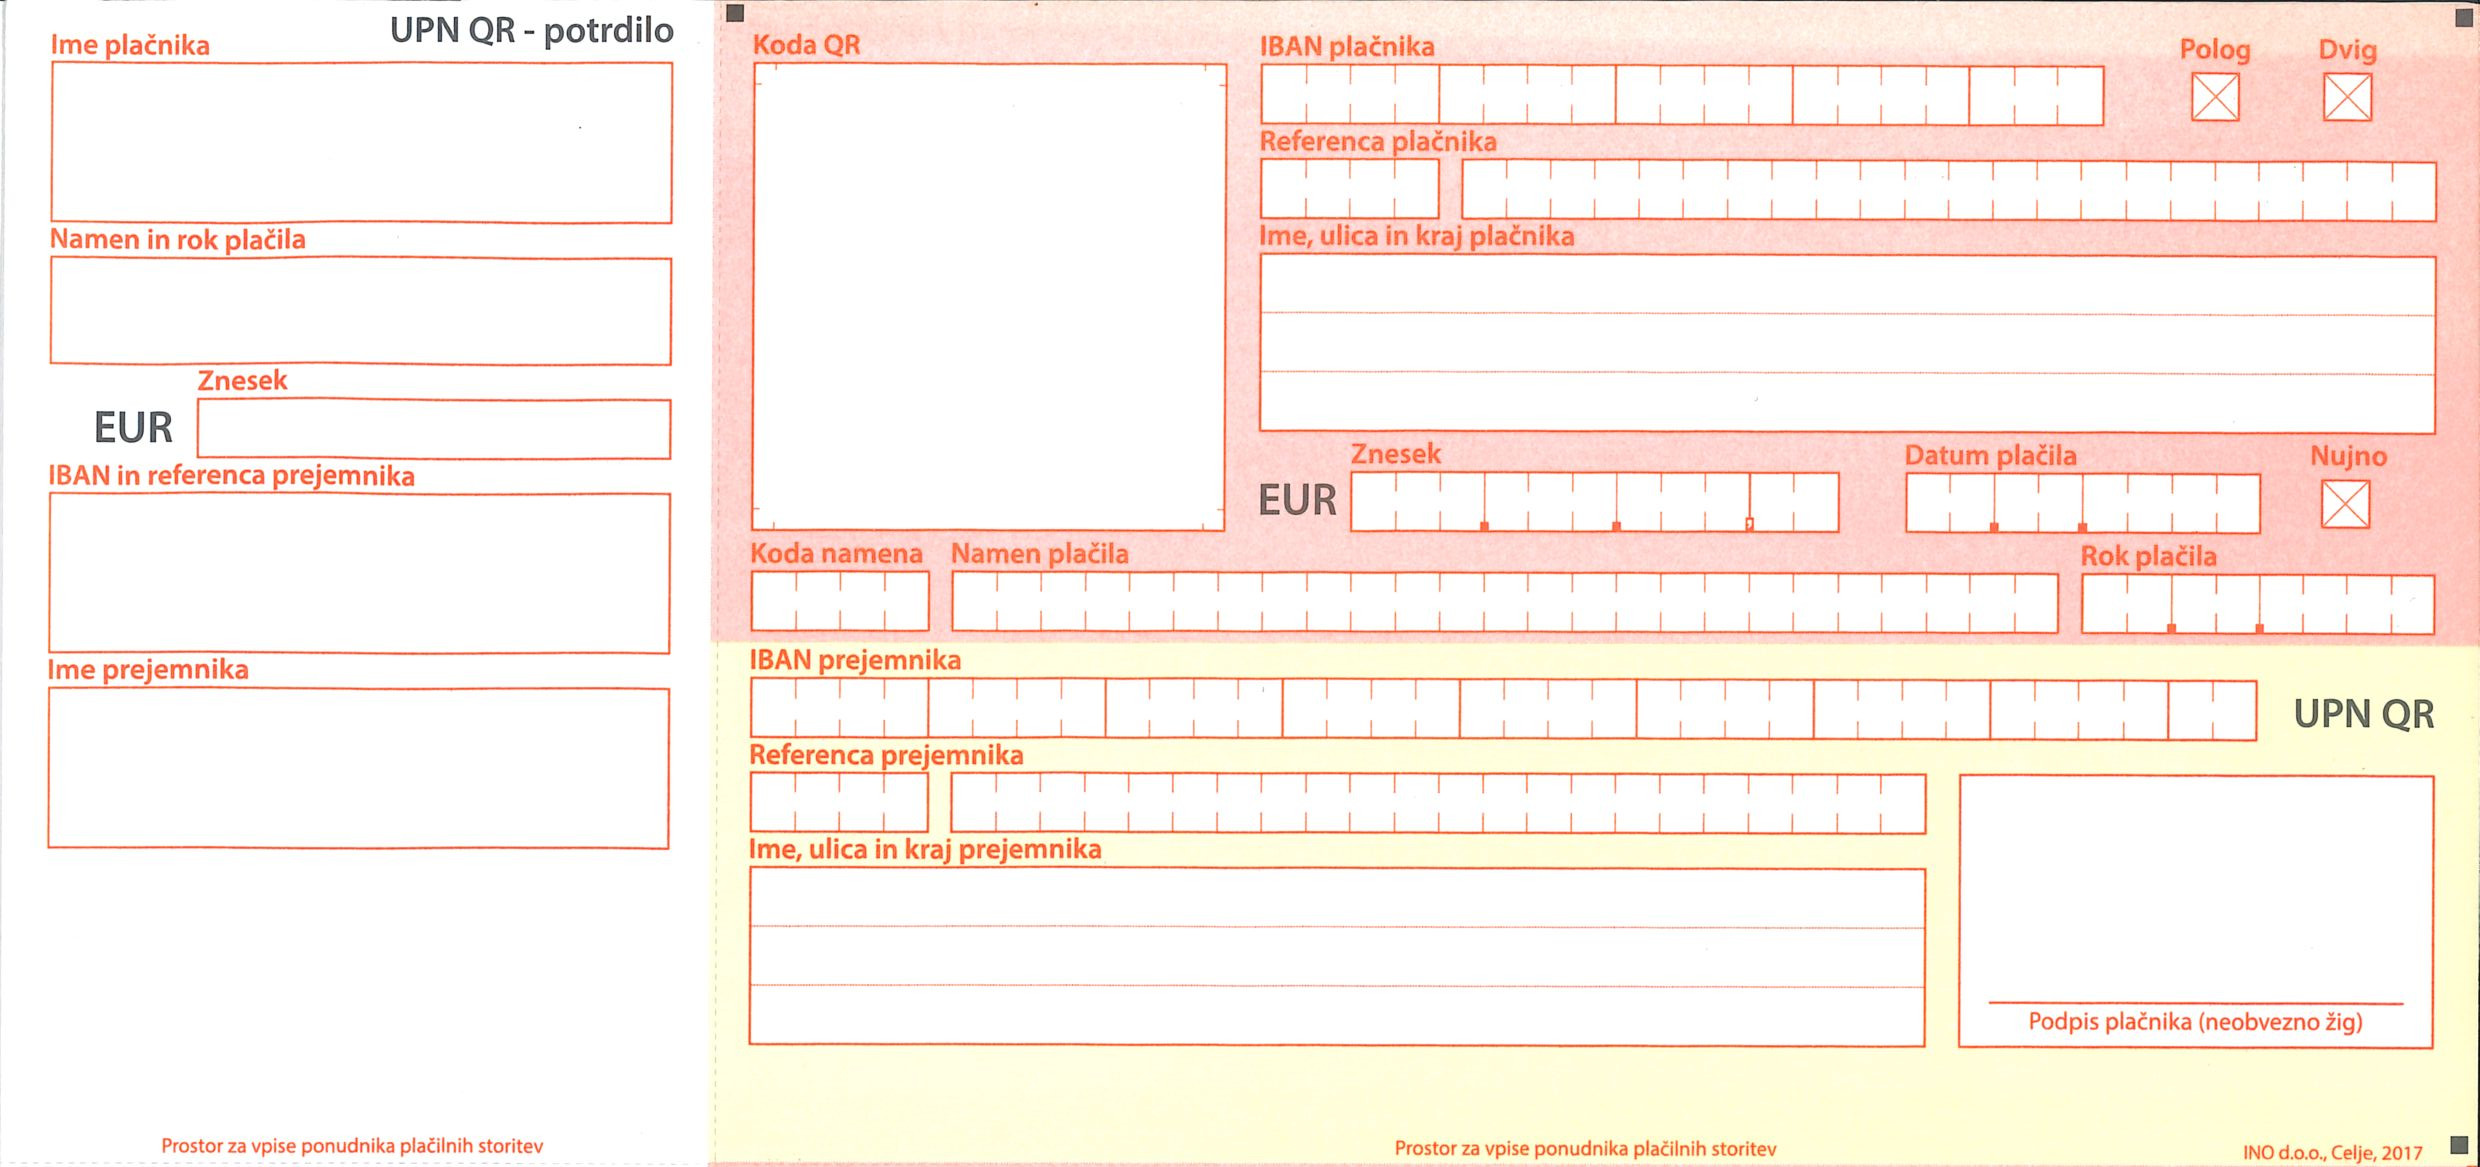 UPN QR - potrdilo
Ime plačnika
Namen in rok plačila
Znesek
EUR
IBAN in referenca prejemnika
Ime prejemnika
Prostor za vpise ponudnika plačilnih storitev
Koda QR
IBAN plačnika
Polog
Dvig
Referenca plačnika
Ime, ulica in kraj plačnika
Znesek
Datum plačila
Nujno
EUR
Koda namena
Namen plačila
Rok plačila
IBAN prejemnika
UPN QR
Referenca prejemnika
Ime, ulica in kraj prejemnika
Podpis plačnika (neobvezno žig)
Prostor za vpise ponudnika plačilnih storitev
INO d.o.o., Celje, 2017